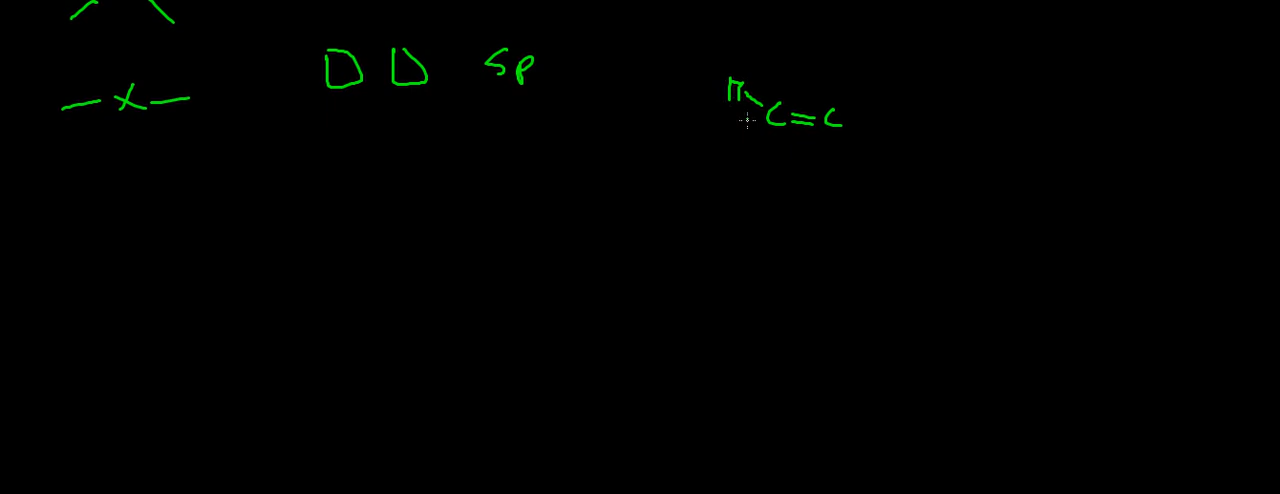 D D sp
— x —
C = C